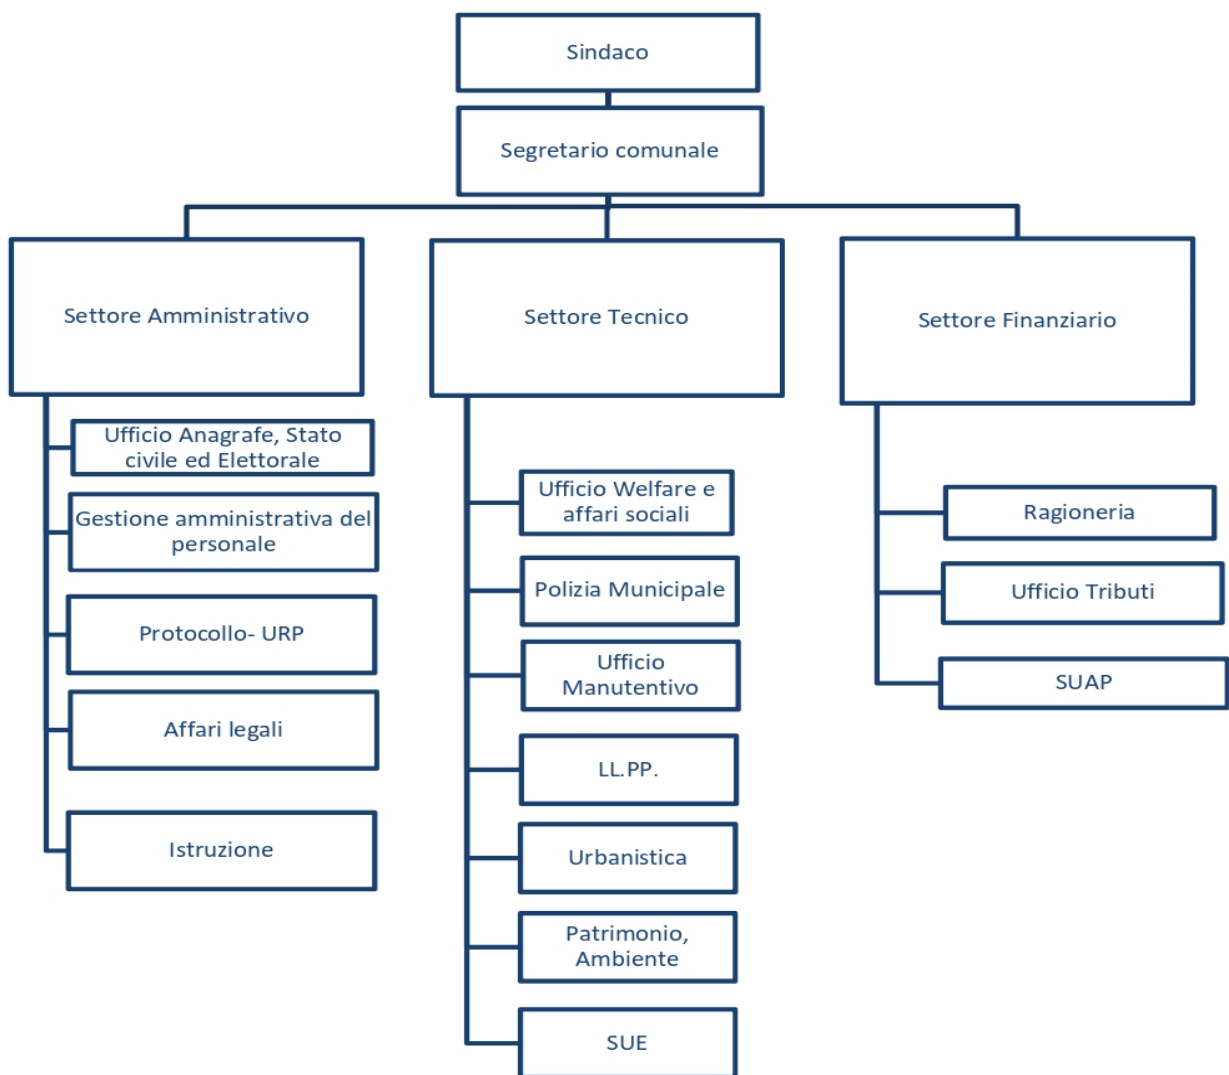 Sindaco
Segretario comunale
Settore Amministrativo
Ufficio Anagrafe, Stato
civile ed Elettorale
Gestione amministrativa del
personale
Protocollo- URP
Affari legali
Istruzione
Settore Tecnico
Ufficio Welfare e
affari sociali
Polizia Municipale
Ufficio
Manutentivo
LL.PP.
Urbanistica
Patrimonio,
Ambiente
SUE
Settore Finanziario
Ragioneria
Ufficio Tributi
SUAP